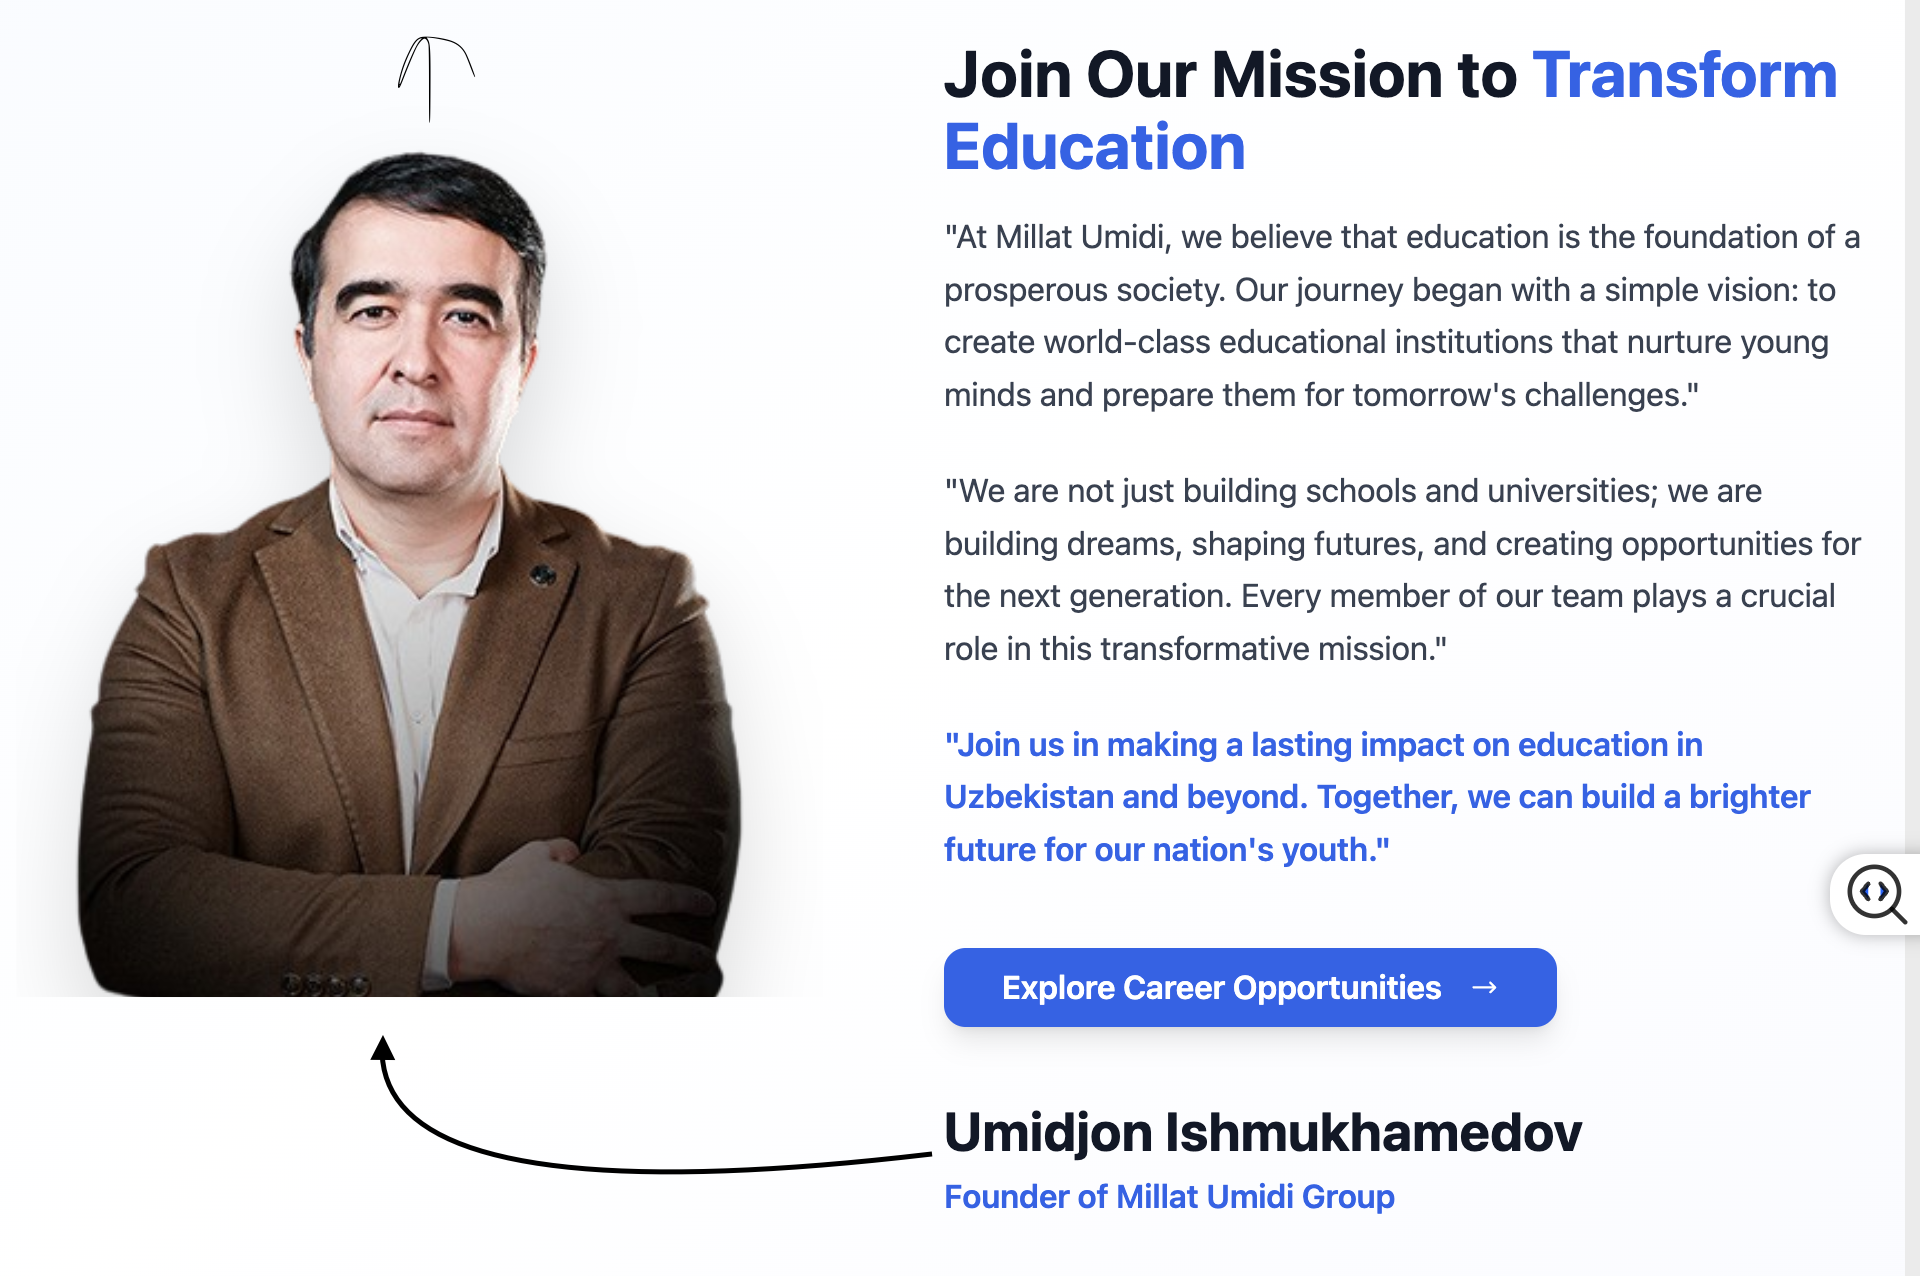 Join Our Mission to Transform
Education
"At Millat Umidi, we believe that education is the foundation of a
prosperous society. Our journey began with a simple vision: to
create world-class educational institutions that nurture young
minds and prepare them for tomorrow's challenges."
"We are not just building schools and universities; we are
building dreams, shaping futures, and creating opportunities for
the next generation. Every member of our team plays a crucial
role in this transformative mission."
"Join us in making a lasting impact on education in
Uzbekistan and beyond. Together, we can build a brighter
future for our nation's youth."
Explore Career Opportunities →
Umidjon Ishmukhamedov
Founder of Millat Umidi Group